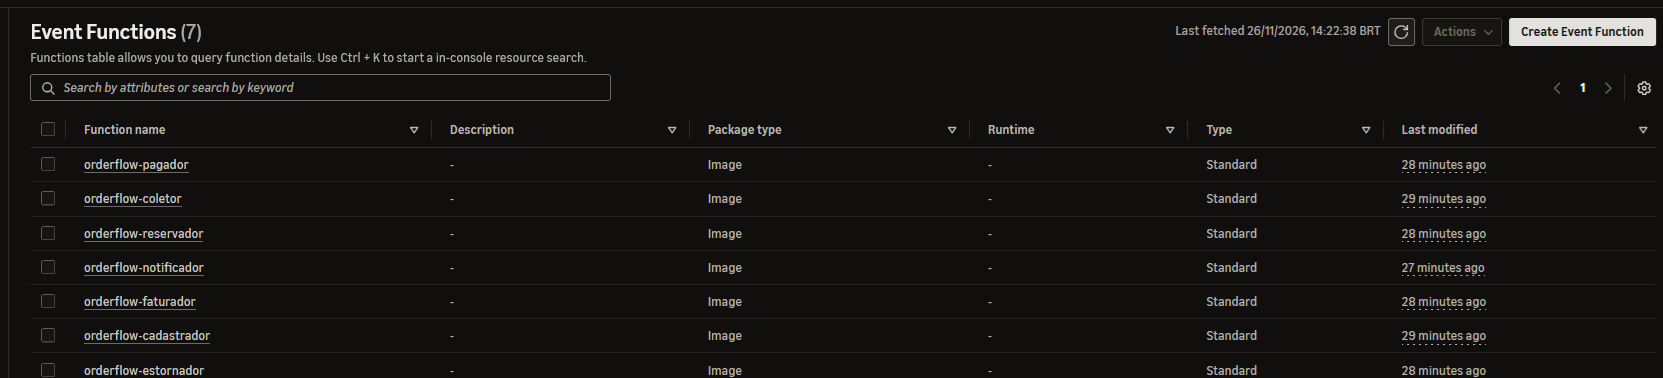 Event Functions (7)
Last fetched 26/11/2026, 14:22:38 BRT
Actions
Create Event Function
Functions table allows you to query function details. Use Ctrl + K to start a in-console resource search.
Search by attributes or search by keyword
1
Function name Description Package type Runtime Type Last modified
orderflow-pagador - Image - Standard 28 minutes ago
orderflow-coletor - Image - Standard 29 minutes ago
orderflow-reservador - Image - Standard 28 minutes ago
orderflow-notificador - Image - Standard 27 minutes ago
orderflow-faturador - Image - Standard 28 minutes ago
orderflow-cadastrador - Image - Standard 29 minutes ago
orderflow-estornador - Image - Standard 28 minutes ago